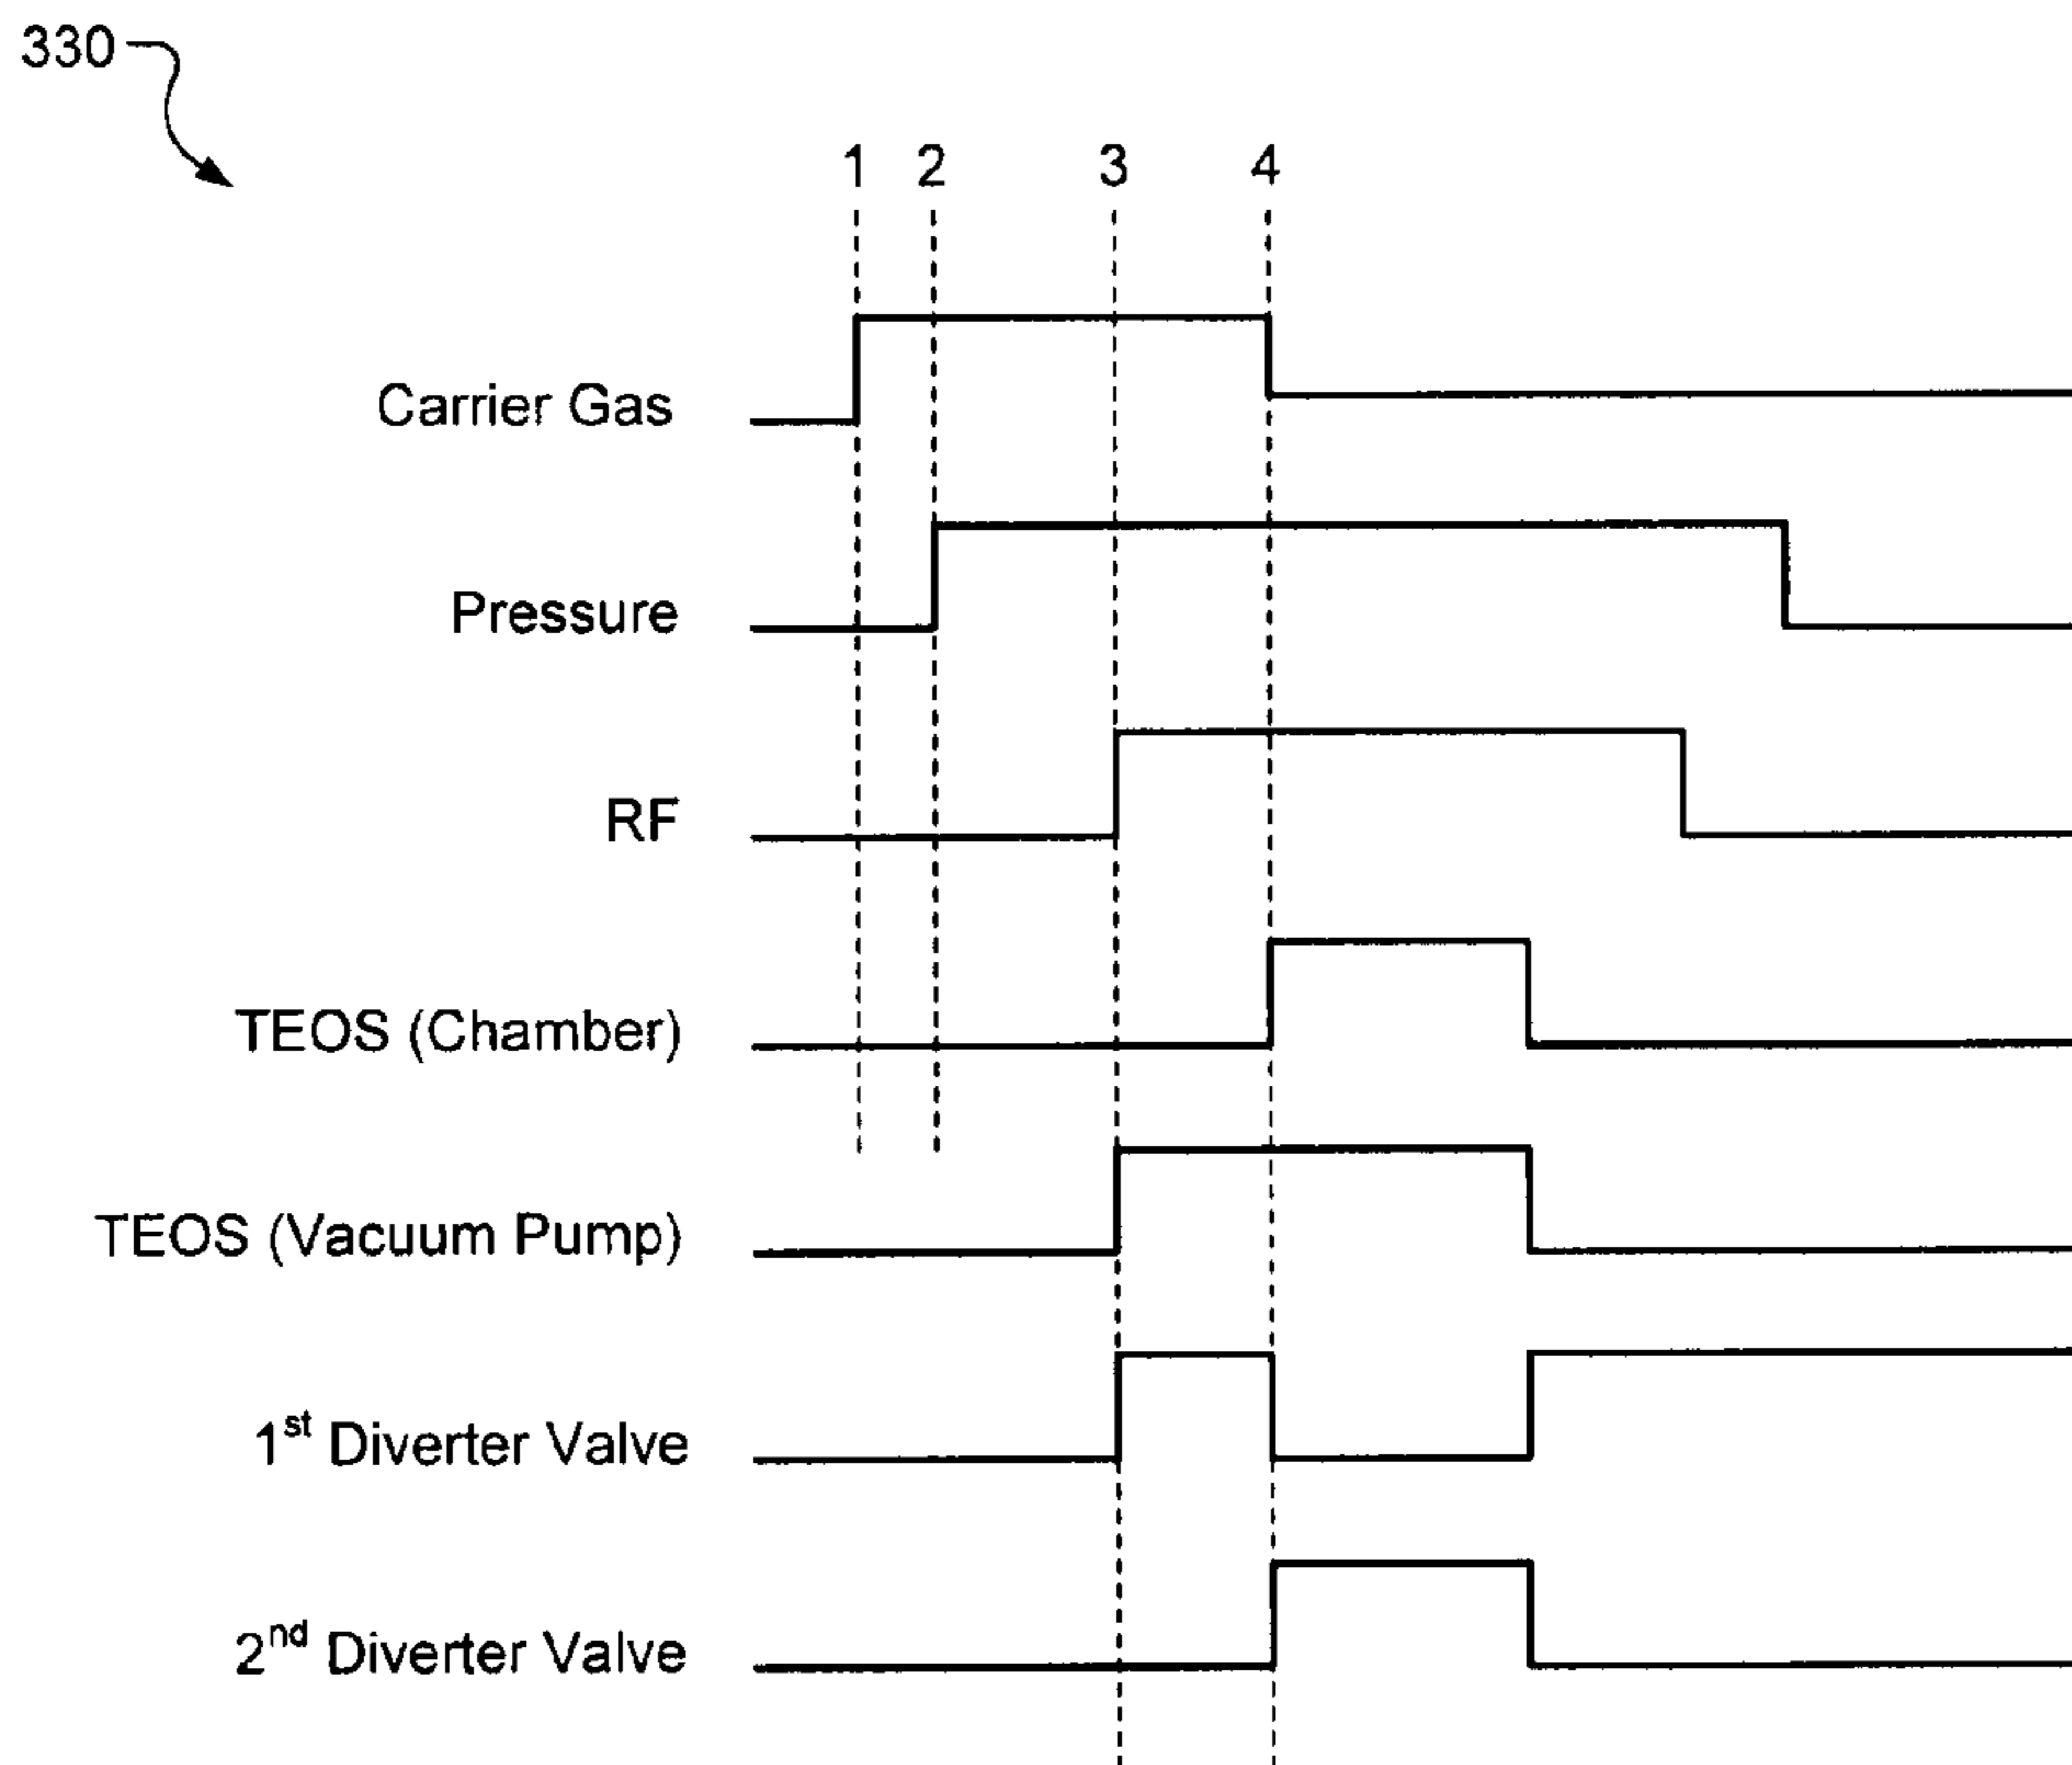 330
1 2 3 4
Carrier Gas
Pressure
RF
TEOS (Chamber)
TEOS (Vacuum Pump)
1st Diverter Valve
2nd Diverter Valve